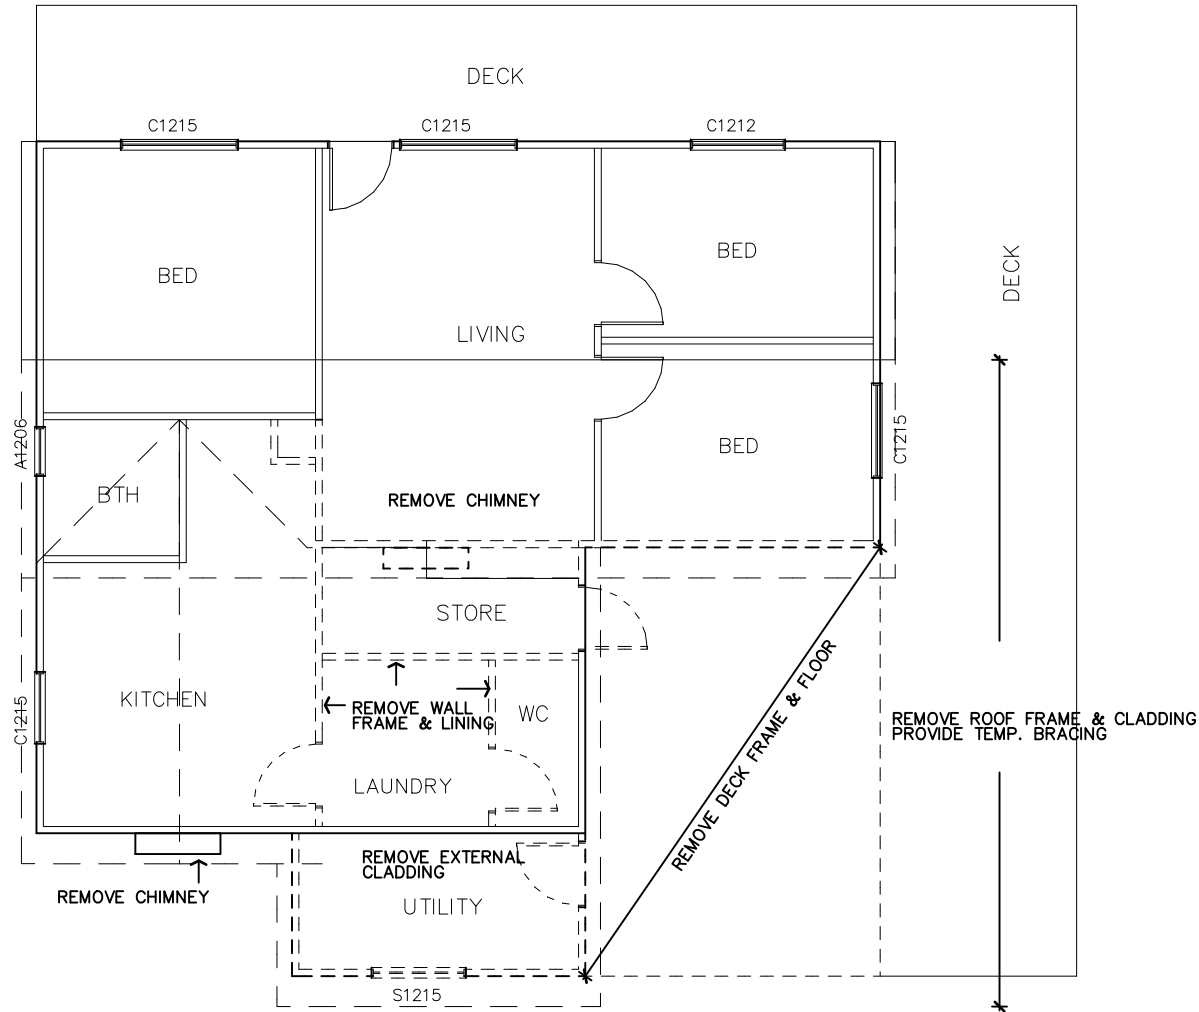 DECK
C1215
C1215
C1212
BED
BED
DECK
LIVING
A1206
C1215
BED
BTH
REMOVE CHIMNEY
STORE
KITCHEN
C1215
REMOVE WALL
FRAME & LINING
WC
REMOVE DECK FRAME & FLOOR
REMOVE ROOF FRAME & CLADDING
PROVIDE TEMP. BRACING
LAUNDRY
REMOVE EXTERNAL
CLADDING
REMOVE CHIMNEY
UTILITY
S1215